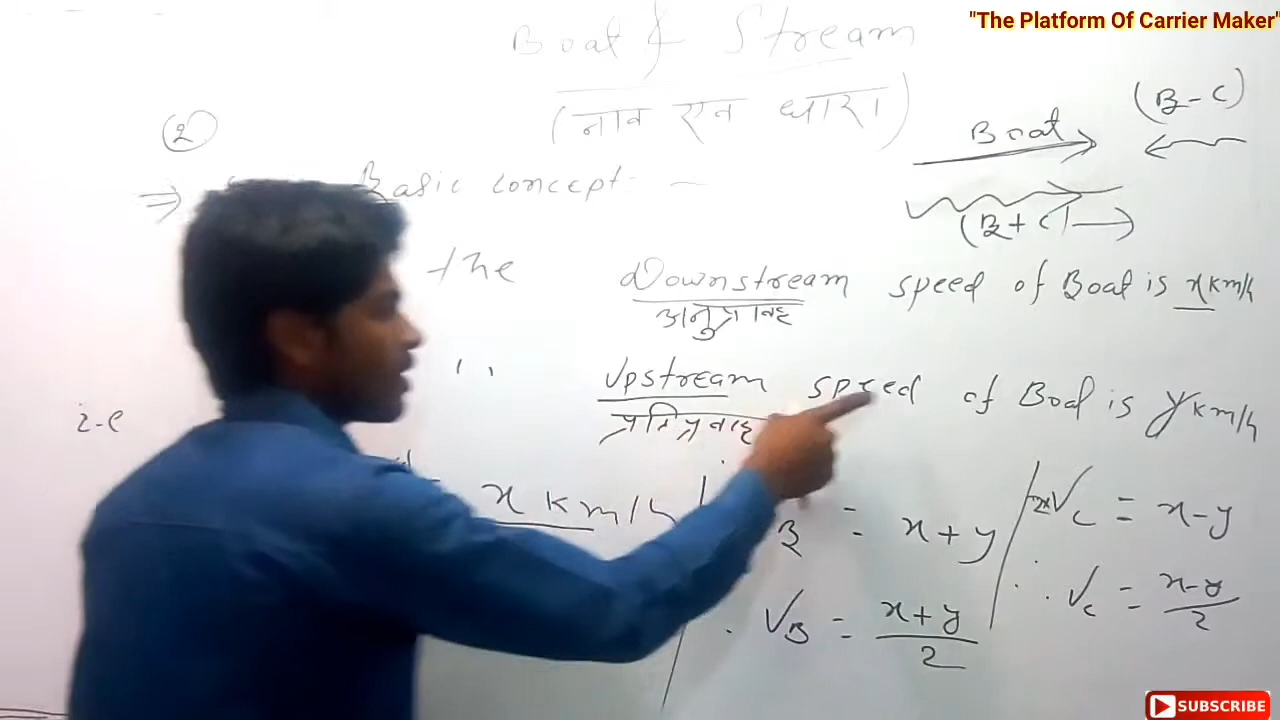 "The Platform Of Carrier Maker"
Boat & Stream
(नाव एव धारा)
(B-C)
Boat
(B+C)
(2)
⇒ Basic concept: —
the Downstream speed of Boat is x km/h
अनुप्रवाह
" Upstream speed of Boat is y km/h
प्रतिप्रवाह
i-e
x km/h
B = x+y
2xVc = x-y
VB = x+y/2
∴ Vc = x-y/2
SUBSCRIBE